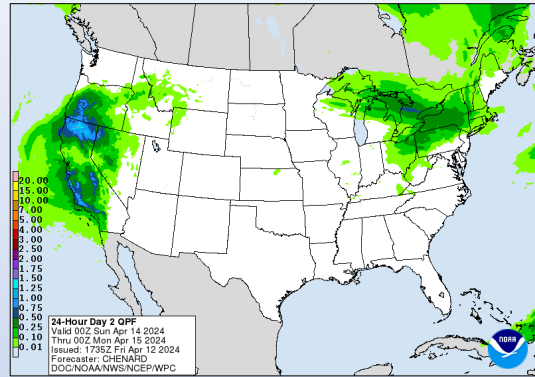 20.00
15.00
10.00
7.00
5.00
4.00
3.00
2.50
2.00
1.75
1.50
1.25
1.00
0.75
0.50
0.25
0.10
0.01
24-Hour Day 2 QPF
Valid 00Z Sun Apr 14 2024
Thru 00Z Mon Apr 15 2024
Issued: 1735Z Fri Apr 12 2024
Forecaster: CHENARD
DOC/NOAA/NWS/NCEP/WPC
NOAA